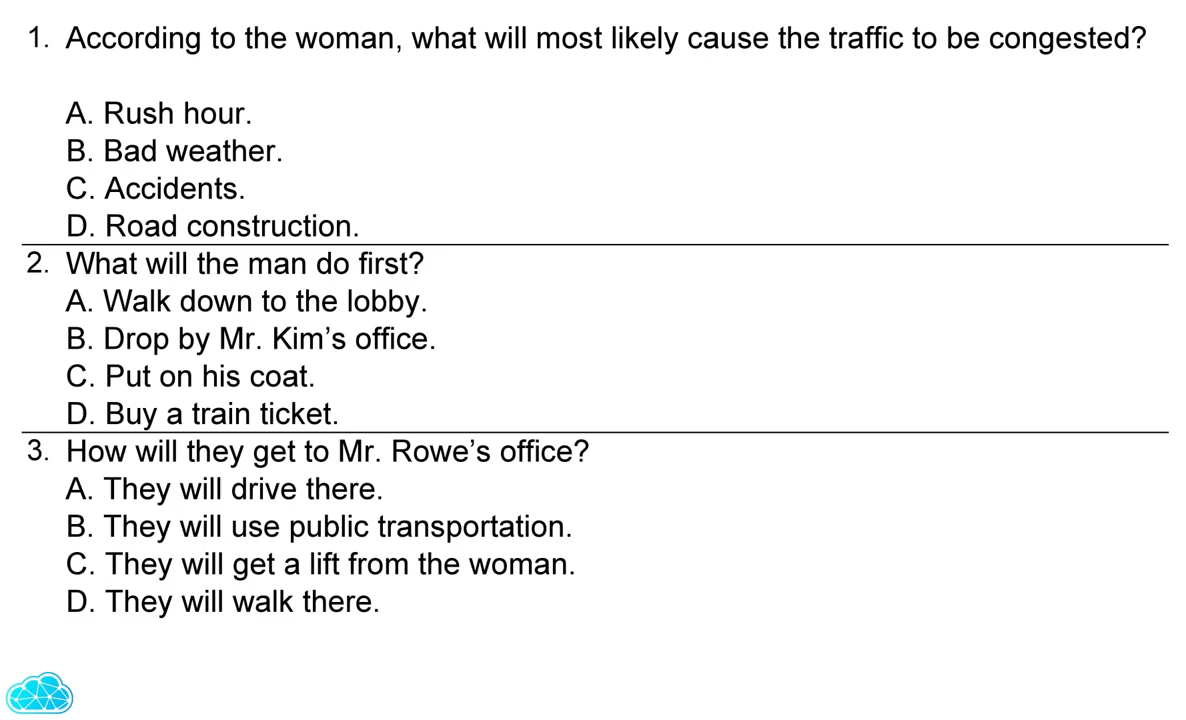 1. According to the woman, what will most likely cause the traffic to be congested?
A. Rush hour.
B. Bad weather.
C. Accidents.
D. Road construction.
2. What will the man do first?
A. Walk down to the lobby.
B. Drop by Mr. Kim’s office.
C. Put on his coat.
D. Buy a train ticket.
3. How will they get to Mr. Rowe’s office?
A. They will drive there.
B. They will use public transportation.
C. They will get a lift from the woman.
D. They will walk there.